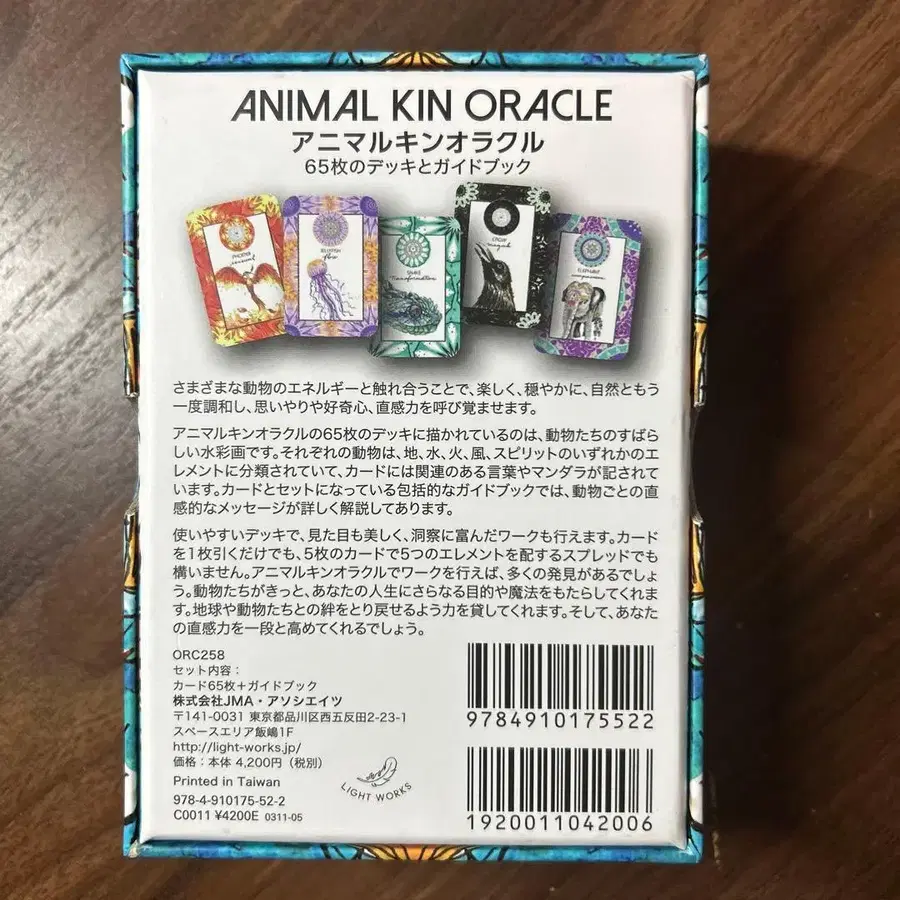 ANIMAL KIN ORACLE
アニマルキンオラクル
65枚のデッキとガイドブック
PHOENIX
renewal
JELLYFISH
flow
SNAKE
Transformation
CROW
magick
ELEPHANT
compassion
さまざまな動物のエネルギーと触れ合うことで、楽しく、穏やかに、自然ともう
一度調和し、思いやりや好奇心、直感力を呼び覚ませます。
アニマルキンオラクルの65枚のデッキに描かれているのは、動物たちのすばら
しい水彩画です。それぞれの動物は、地、水、火、風、スピリットのいずれかのエ
レメントに分類されていて、カードには関連のある言葉やマンダラが記されて
います。カードとセットになっている包括的なガイドブックでは、動物ごとの直
感的なメッセージが詳しく解説してあります。
使いやすいデッキで、見た目も美しく、洞察に富んだワークも行えます。カード
を1枚引くだけでも、5枚のカードで5つのエレメントを配するスプレッドでも
構いません。アニマルキンオラクルでワークを行えば、多くの発見があるでしょ
う。動物たちがきっと、あなたの人生にさらなる目的や魔法をもたらしてくれま
す。地球や動物たちとの絆をとり戻せるよう力を貸してくれます。そして、あなた
の直感力を一段と高めてくれるでしょう。
ORC258
セット内容：
カード65枚＋ガイドブック
株式会社JMA・アソシエイツ
〒141-0031 東京都品川区西五反田2-23-1
スペースエリア飯嶋1F
http://light-works.jp/
価格：本体 4,200円（税別）
Printed in Taiwan
978-4-910175-52-2
C0011 ¥4200E 0311-05
LIGHT WORKS
9784910175522
1920011042006